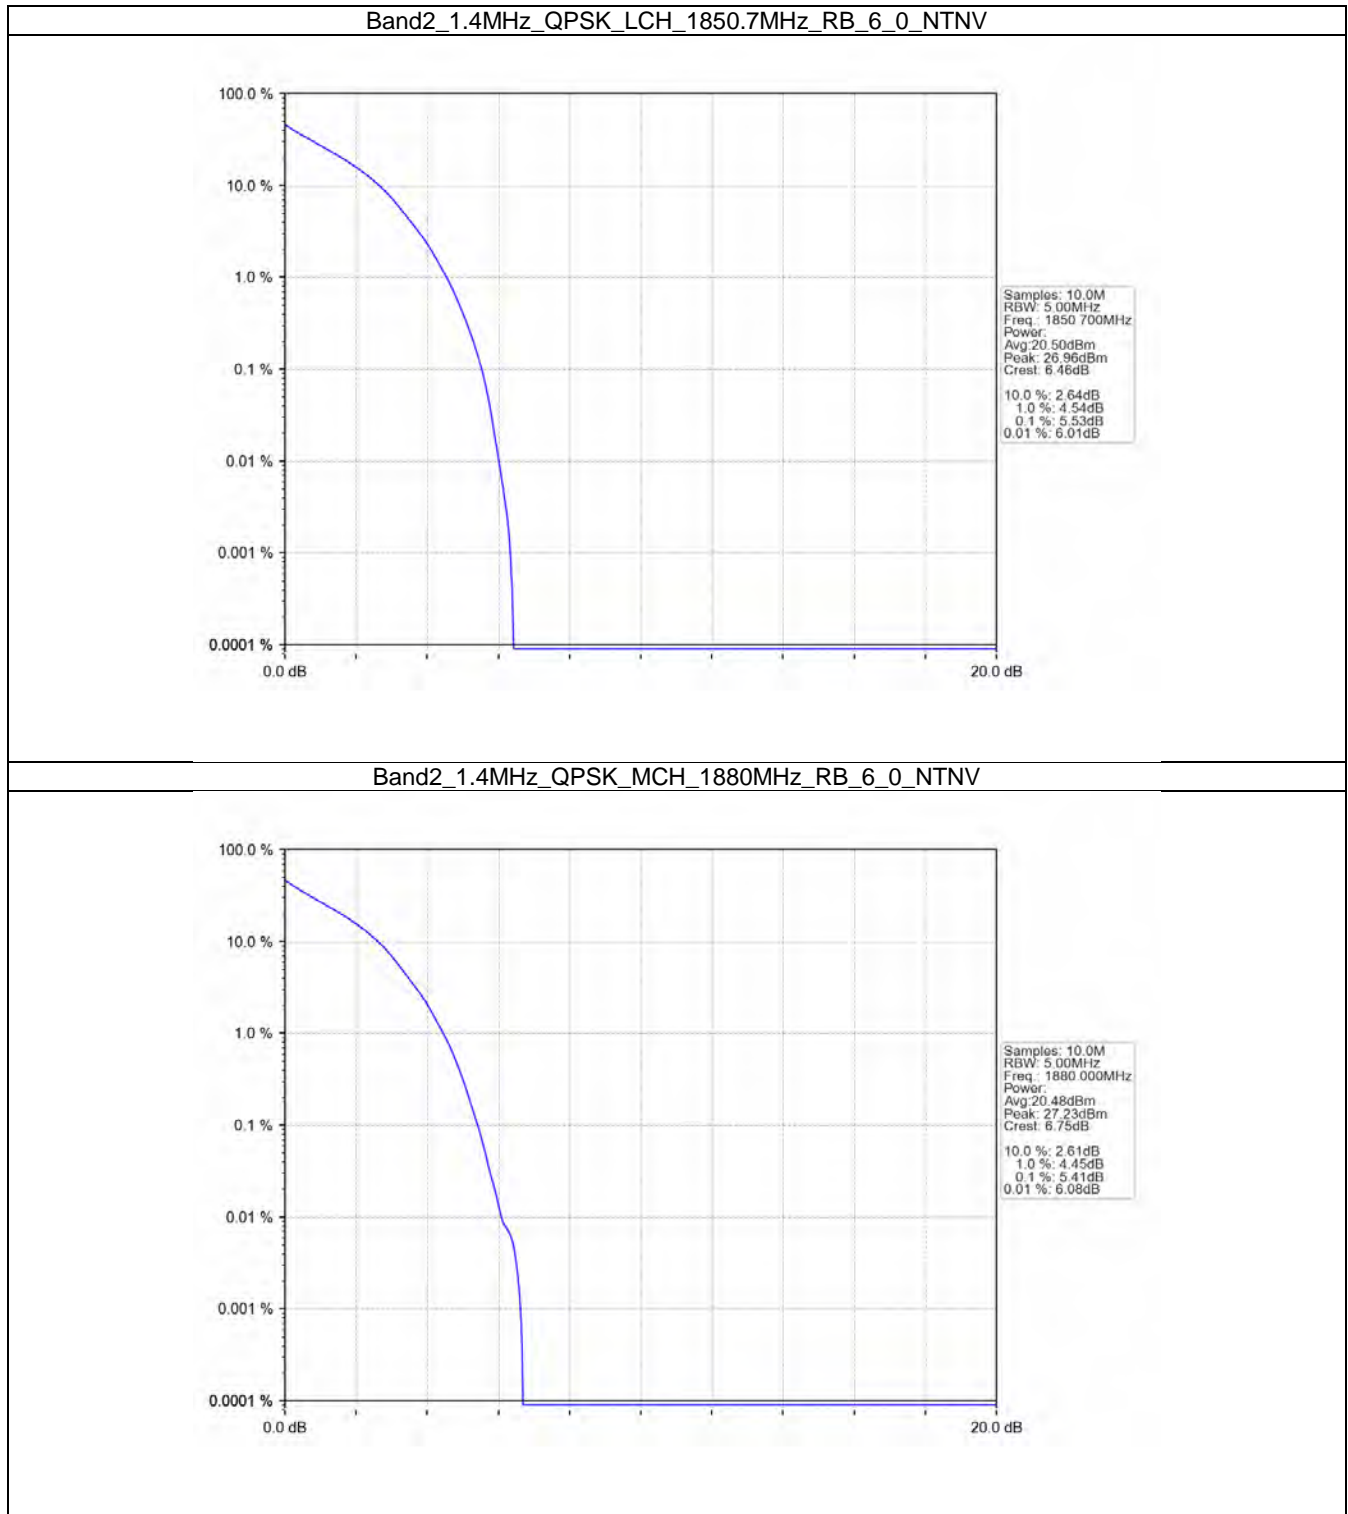 Band2_1.4MHz_QPSK_LCH_1850.7MHz_RB_6_0_NTNV
100.0 %
10.0 %
1.0 %
0.1 %
0.01 %
0.001 %
0.0001 %
0.0 dB
20.0 dB
Samples: 10.0M
RBW: 5.00MHz
Freq.: 1850.700MHz
Power:
Avg:20.50dBm
Peak: 26.96dBm
Crest: 6.46dB
10.0 %: 2.64dB
1.0 %: 4.54dB
0.1 %: 5.53dB
0.01 %: 6.01dB
Band2_1.4MHz_QPSK_MCH_1880MHz_RB_6_0_NTNV
100.0 %
10.0 %
1.0 %
0.1 %
0.01 %
0.001 %
0.0001 %
0.0 dB
20.0 dB
Samples: 10.0M
RBW: 5.00MHz
Freq.: 1880.000MHz
Power:
Avg:20.48dBm
Peak: 27.23dBm
Crest: 6.75dB
10.0 %: 2.61dB
1.0 %: 4.45dB
0.1 %: 5.41dB
0.01 %: 6.08dB